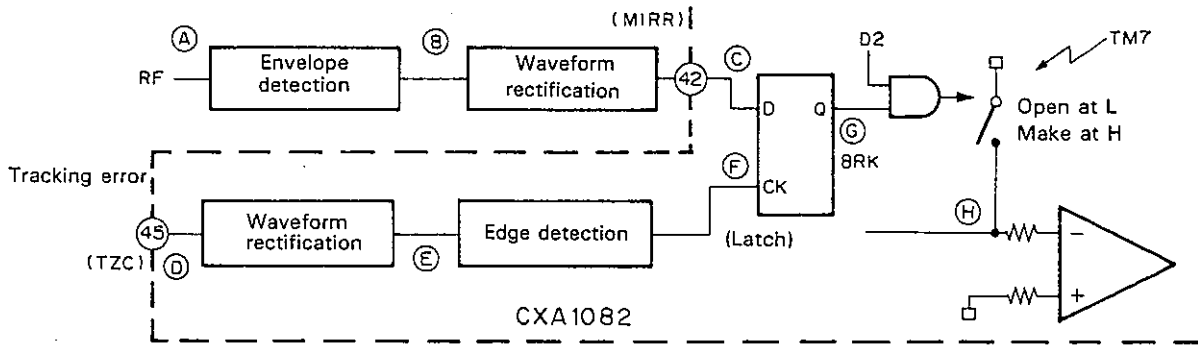 (MIRR)
A
8
RF
Envelope
detection
Waveform
rectification
42
C
D2
TM7
D
Q
G
8RK
Open at L
Make at H
Tracking error
F
CK
45
(TZC)
D
Waveform
rectification
E
Edge detection
(Latch)
H
−
+
CXA1082